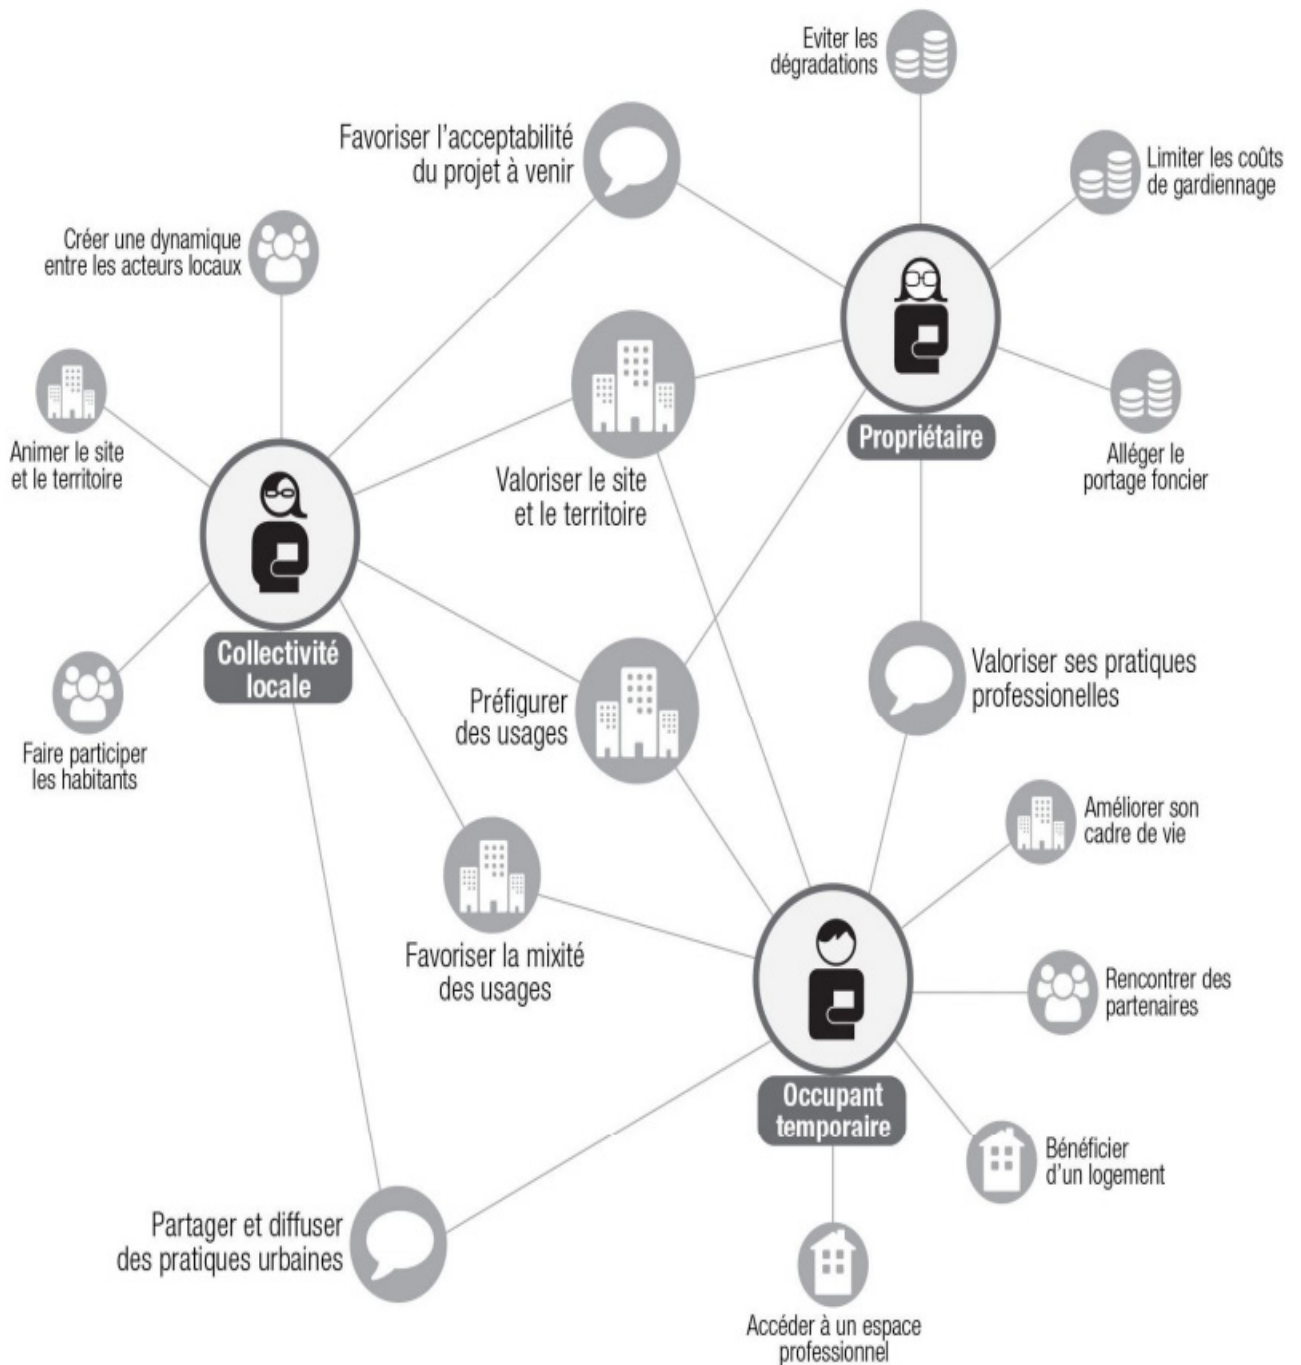 Eviter les
dégradations
Favoriser l'acceptabilité
du projet à venir
Limiter les coûts
de gardiennage
Créer une dynamique
entre les acteurs locaux
Propriétaire
Animer le site
et le territoire
Alléger le
portage foncier
Valoriser le site
et le territoire
Collectivité
locale
Valoriser ses pratiques
professionelles
Préfigurer
des usages
Faire participer
les habitants
Améliorer son
cadre de vie
Favoriser la mixité
des usages
Rencontrer des
partenaires
Occupant
temporaire
Bénéficier
d'un logement
Partager et diffuser
des pratiques urbaines
Accéder à un espace
professionnel